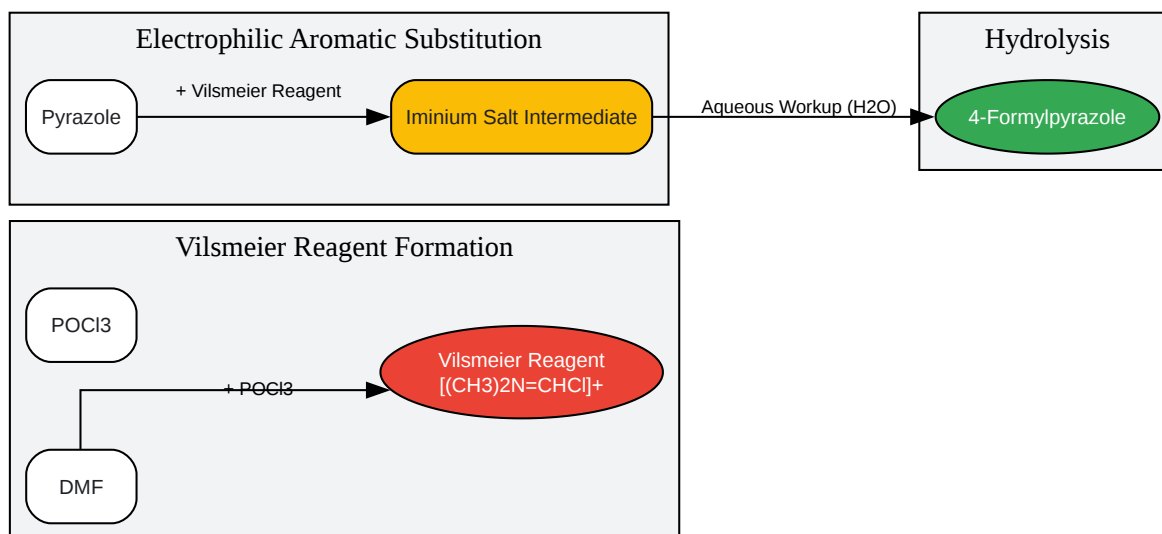 Electrophilic Aromatic Substitution
Hydrolysis
Pyrazole
+ Vilsmeier Reagent
Iminium Salt Intermediate
Aqueous Workup (H2O)
4-Formylpyrazole
Vilsmeier Reagent Formation
POCl3
Vilsmeier Reagent
[(CH3)2N=CHCl]+
+ POCl3
DMF